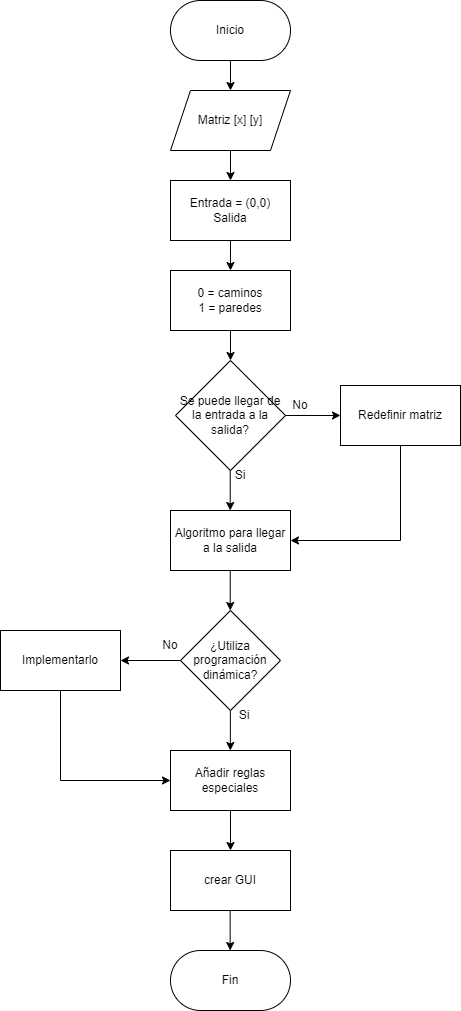 Inicio
Matriz [x] [y]
Entrada = (0,0)
Salida
0 = caminos
1 = paredes
Se puede llegar de
la entrada a la
salida?
No
Redefinir matriz
Si
Algoritmo para llegar
a la salida
No
¿Utiliza
programación
dinámica?
Implementarlo
Si
Añadir reglas
especiales
crear GUI
Fin